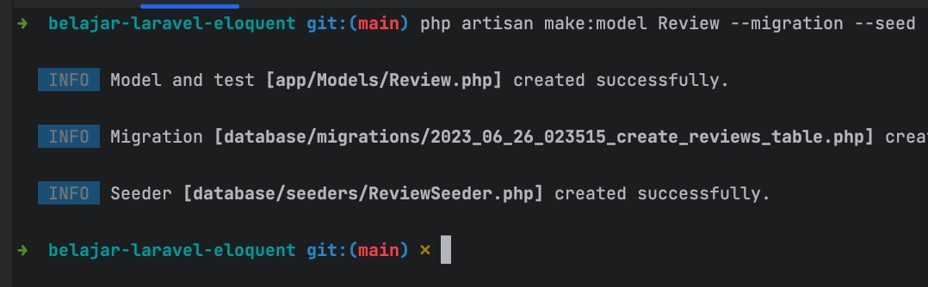 ➜ belajar-laravel-eloquent git:(main) php artisan make:model Review --migration --seed
INFO Model and test [app/Models/Review.php] created successfully.
INFO Migration [database/migrations/2023_06_26_023515_create_reviews_table.php] crea
INFO Seeder [database/seeders/ReviewSeeder.php] created successfully.
➜ belajar-laravel-eloquent git:(main) ✗